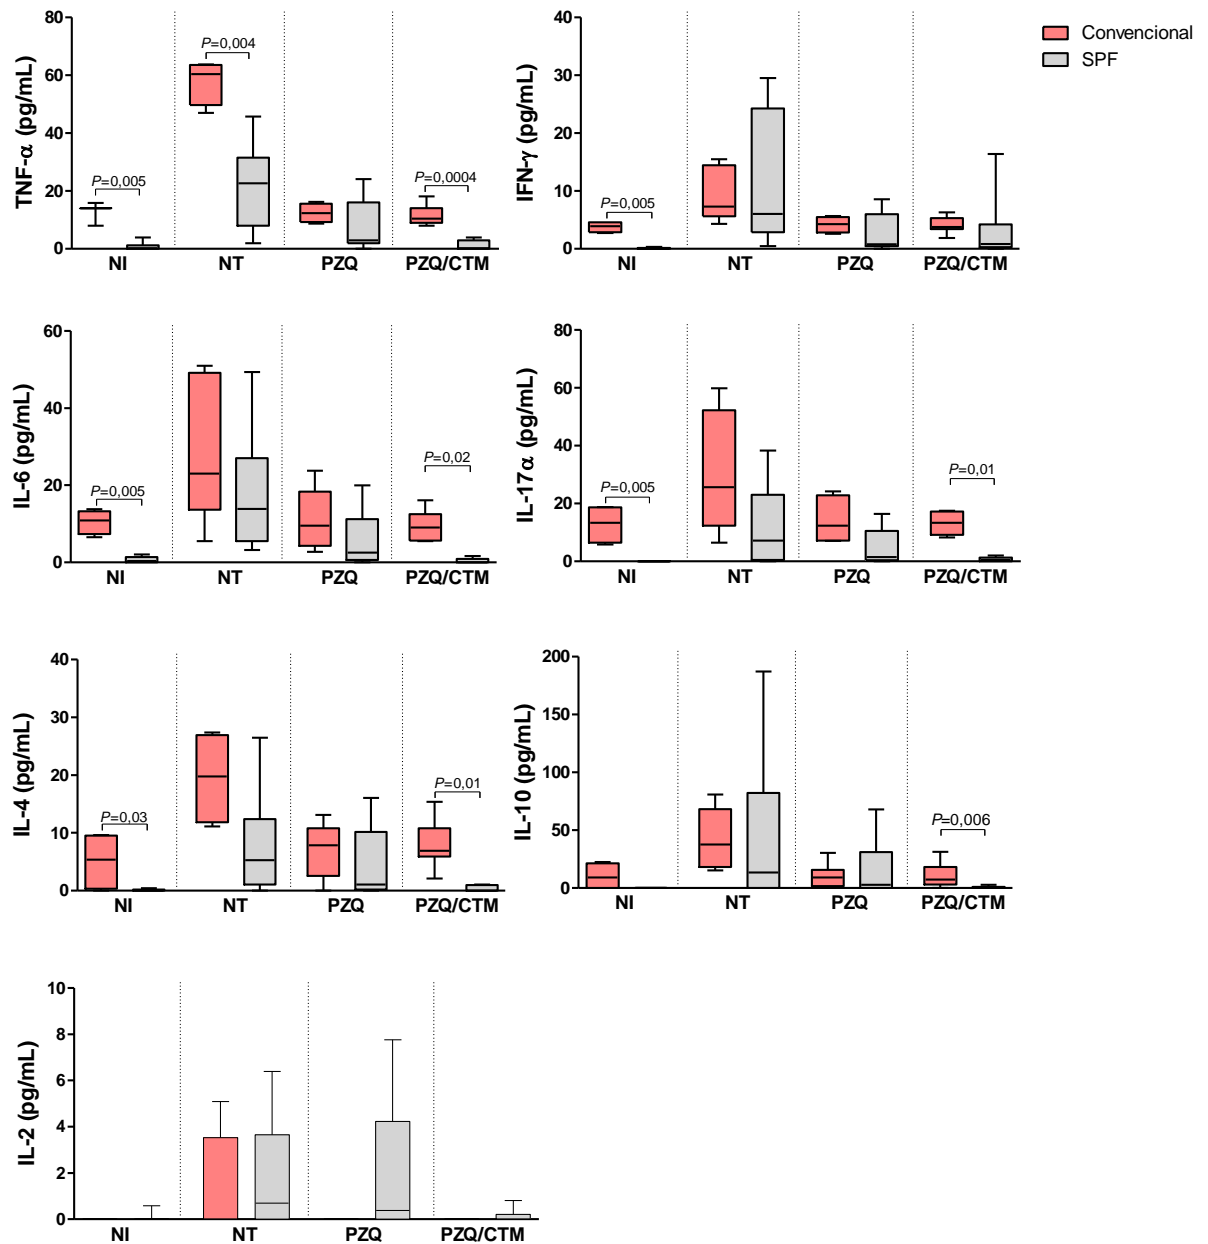 Convencional
SPF
TNF-α (pg/mL)
80
60
40
20
0
P=0,005
P=0,004
P=0,0004
NI NT PZQ PZQ/CTM
IFN-γ (pg/mL)
40
30
20
10
0
P=0,005
NI NT PZQ PZQ/CTM
IL-6 (pg/mL)
60
40
20
0
P=0,005
P=0,02
NI NT PZQ PZQ/CTM
IL-17α (pg/mL)
80
60
40
20
0
P=0,005
P=0,01
NI NT PZQ PZQ/CTM
IL-4 (pg/mL)
40
30
20
10
0
P=0,03
P=0,01
NI NT PZQ PZQ/CTM
IL-10 (pg/mL)
200
150
100
50
0
P=0,006
NI NT PZQ PZQ/CTM
IL-2 (pg/mL)
10
8
6
4
2
0
NI NT PZQ PZQ/CTM